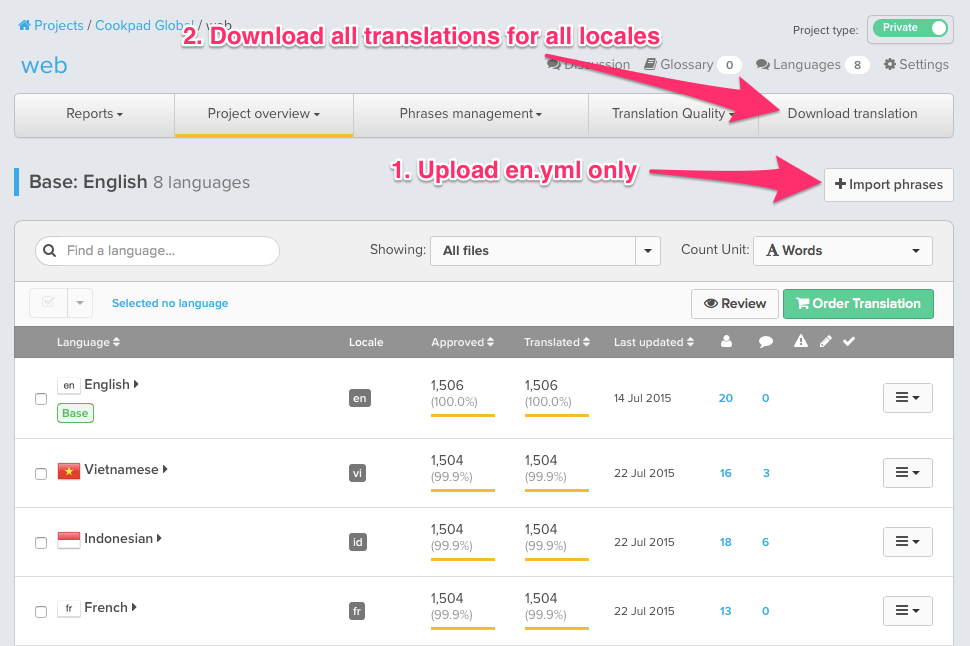 Projects / Cookpad Global / web
2. Download all translations for all locales
Project type: Private
web
Discussion Glossary 0 Languages 8 Settings
Reports Project overview Phrases management Translation Quality Download translation
1. Upload en.yml only
Base: English 8 languages
Import phrases
Find a language... Showing: All files Count Unit: A Words
Selected no language Review Order Translation
Language Locale Approved Translated Last updated
en English 1,506 1,506
Base en (100.0%) (100.0%) 14 Jul 2015 20 0
Vietnamese 1,504 1,504
vi (99.9%) (99.9%) 22 Jul 2015 16 3
Indonesian 1,504 1,504
id (99.9%) (99.9%) 22 Jul 2015 18 6
fr French 1,504 1,504
fr (99.9%) (99.9%) 22 Jul 2015 13 0